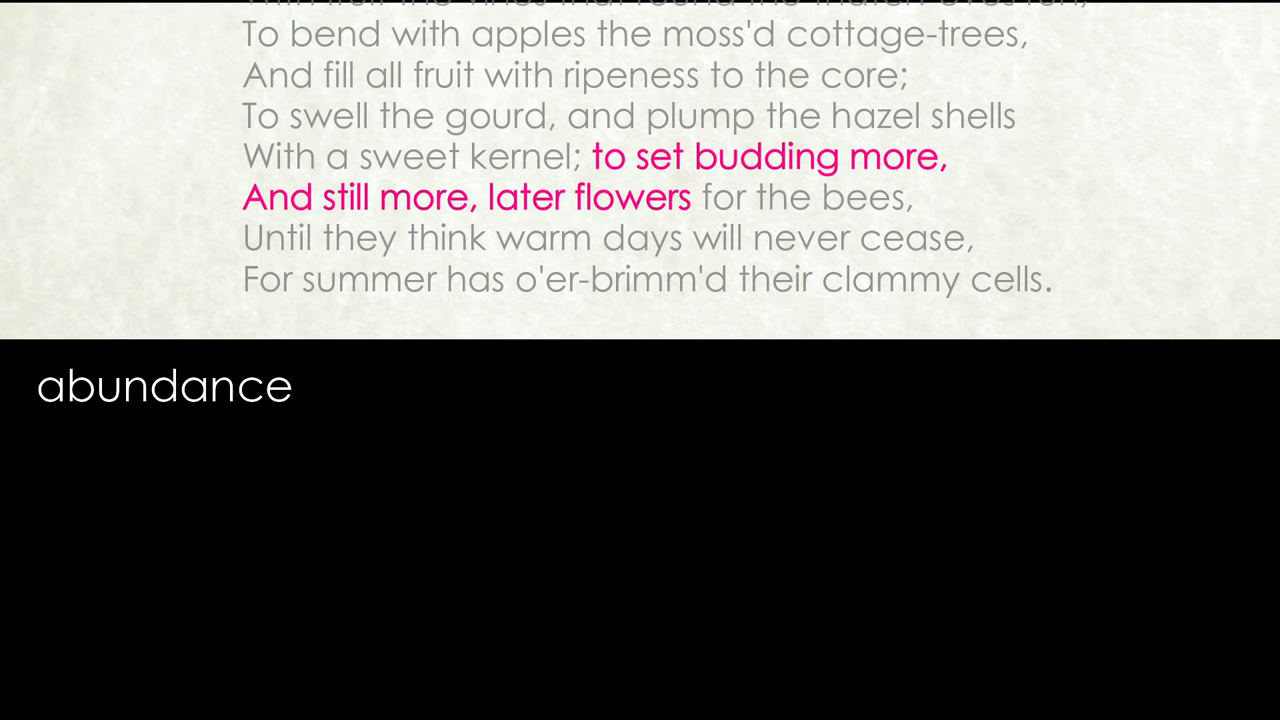 To bend with apples the moss'd cottage-trees,
And fill all fruit with ripeness to the core;
To swell the gourd, and plump the hazel shells
With a sweet kernel; to set budding more,
And still more, later flowers for the bees,
Until they think warm days will never cease,
For summer has o'er-brimm'd their clammy cells.
abundance